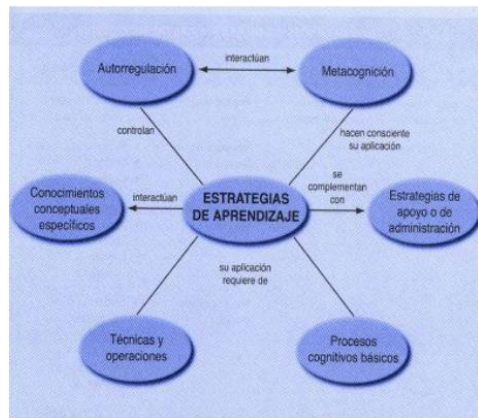 interactúan
Autorregulación
Metacognición
controlan
hacen consciente
su aplicación
Conocimientos
conceptuales
específicos
interactúan
ESTRATEGIAS
DE APRENDIZAJE
se
complementan
con
Estrategias de
apoyo o de
administración
su aplicación
requiere de
Técnicas y
operaciones
Procesos
cognitivos básicos